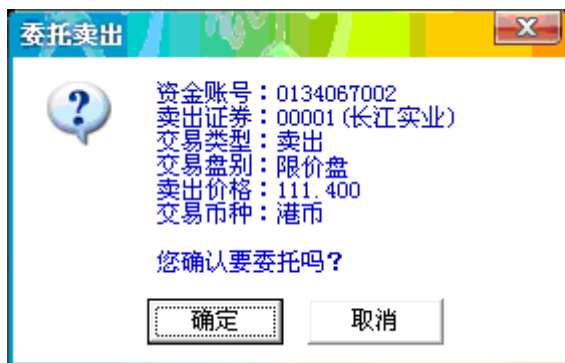 委托卖出
资金账号：0134067002
卖出证券：00001(长江实业)
交易类型：卖出
交易盘别：限价盘
卖出价格：111.400
交易币种：港币
您确认要委托吗？
确定
取消